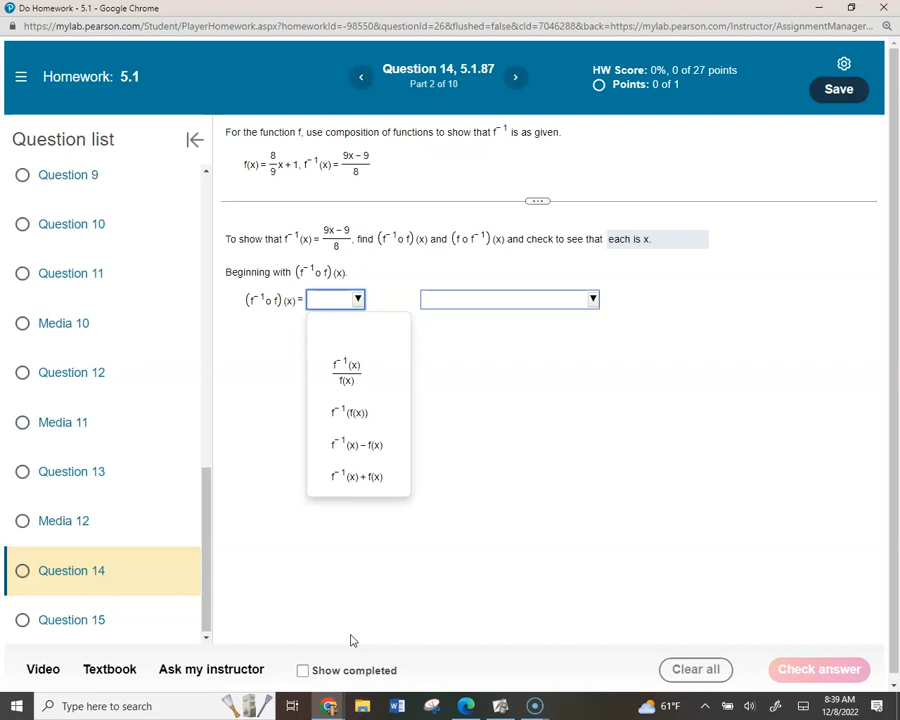 Do Homework - 5.1 - Google Chrome
https://mylab.pearson.com/Student/PlayerHomework.aspx?homeworkId=-98550&questionId=26&flushed=false&cId=7046288&back=https://mylab.pearson.com/Instructor/AssignmentManager...
Homework: 5.1
Question 14, 5.1.87
Part 2 of 10
HW Score: 0%, 0 of 27 points
Points: 0 of 1
Save
Question list
Question 9
Question 10
Question 11
Media 10
Question 12
Media 11
Question 13
Media 12
Question 14
Question 15
For the function f, use composition of functions to show that f⁻¹ is as given.
f(x) = 8/9 x + 1, f⁻¹(x) = (9x − 9)/8
To show that f⁻¹(x) = (9x − 9)/8, find (f⁻¹ o f)(x) and (f o f⁻¹)(x) and check to see that each is x.
Beginning with (f⁻¹ o f)(x).
(f⁻¹ o f)(x) =
f⁻¹(x)/f(x)
f⁻¹(f(x))
f⁻¹(x) − f(x)
f⁻¹(x) + f(x)
Video
Textbook
Ask my instructor
Show completed
Clear all
Check answer
Type here to search
61°F
8:39 AM
12/8/2022